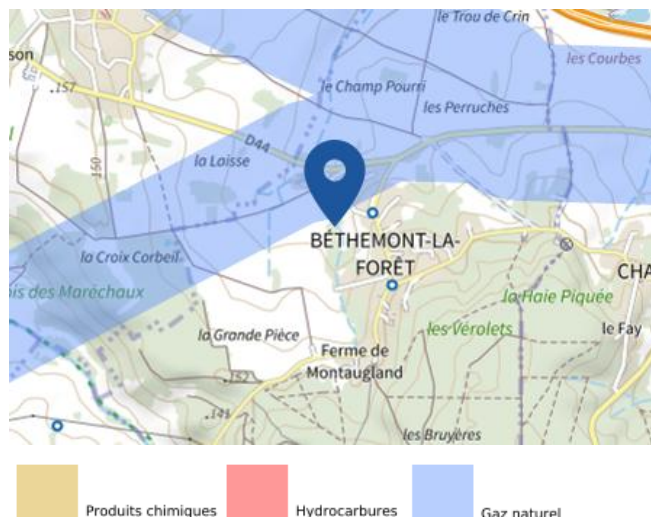 le Trou de Crin
son
les Courbes
.157
le Champ Pourri
les Perruches
D44
la Laisse
150
BÉTHEMONT-LA-
FORÊT
la Croix Corbeil
CHA
is des Maréchaux
la Haie Piquée
la Grande Pièce
les Vérolets
le Fay
Ferme de
Montaugland
.152
.141
les Bruyères
Produits chimiques
Hydrocarbures
Gaz naturel